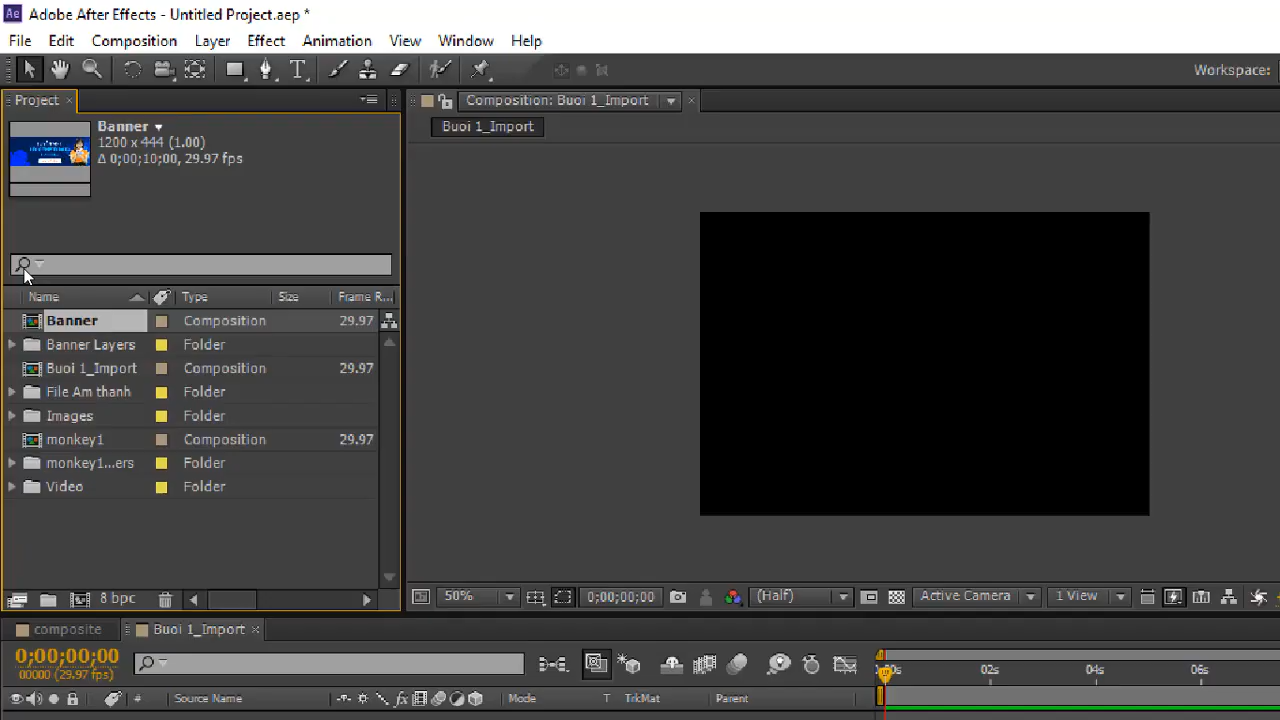 Ae Adobe After Effects - Untitled Project.aep *
File Edit Composition Layer Effect Animation View Window Help
Workspace:
Project
Composition: Buoi 1_Import
Buoi 1_Import
Banner
1200 x 444 (1.00)
Δ 0;00;10;00, 29.97 fps
Name Type Size Frame R...
Banner Composition 29.97
Banner Layers Folder
Buoi 1_Import Composition 29.97
File Am thanh Folder
Images Folder
monkey1 Composition 29.97
monkey1...ers Folder
Video Folder
8 bpc
50% 0;00;00;00 (Half) Active Camera 1 View
composite Buoi 1_Import
0;00;00;00
00000 (29.97 fps)
02s 04s 06s
# Source Name Mode T TrkMat Parent